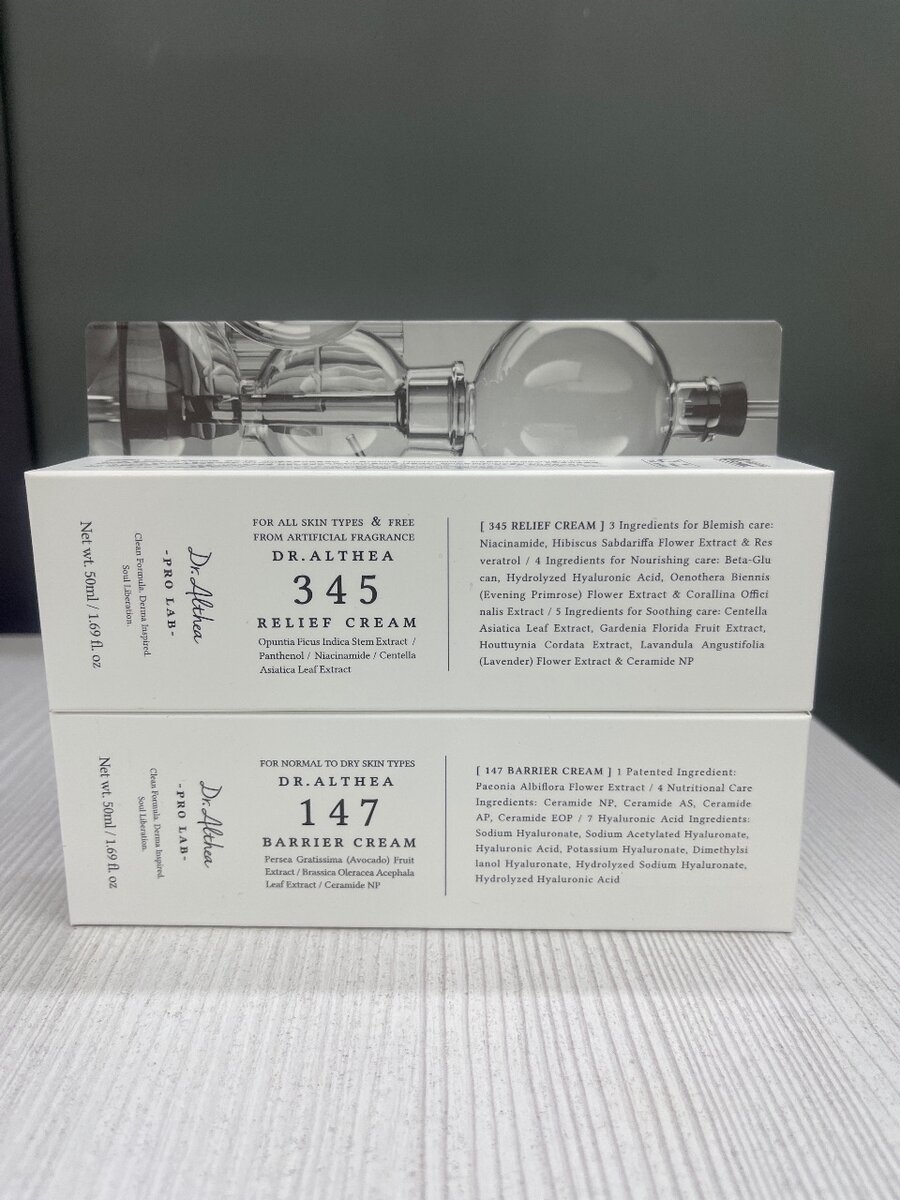 Net wt. 50ml / 1.69 fl. oz
Clean Formula. Derma Inspired.
Soul Liberation.
-PRO LAB-
Dr.Althea
FOR ALL SKIN TYPES & FREE
FROM ARTIFICIAL FRAGRANCE
DR.ALTHEA
345
RELIEF CREAM
Opuntia Ficus Indica Stem Extract /
Panthenol / Niacinamide / Centella
Asiatica Leaf Extract
[ 345 RELIEF CREAM ] 3 Ingredients for Blemish care:
Niacinamide, Hibiscus Sabdariffa Flower Extract & Res
veratrol / 4 Ingredients for Nourishing care: Beta-Glu
can, Hydrolyzed Hyaluronic Acid, Oenothera Biennis
(Evening Primrose) Flower Extract & Corallina Offici
nalis Extract / 5 Ingredients for Soothing care: Centella
Asiatica Leaf Extract, Gardenia Florida Fruit Extract,
Houttuynia Cordata Extract, Lavandula Angustifolia
(Lavender) Flower Extract & Ceramide NP
Net wt. 50ml / 1.69 fl. oz
Clean Formula. Derma Inspired.
Soul Liberation.
-PRO LAB-
Dr.Althea
FOR NORMAL TO DRY SKIN TYPES
DR.ALTHEA
147
BARRIER CREAM
Persea Gratissima (Avocado) Fruit
Extract / Brassica Oleracea Acephala
Leaf Extract / Ceramide NP
[ 147 BARRIER CREAM ] 1 Patented Ingredient:
Paeonia Albiflora Flower Extract / 4 Nutritional Care
Ingredients: Ceramide NP, Ceramide AS, Ceramide
AP, Ceramide EOP / 7 Hyaluronic Acid Ingredients:
Sodium Hyaluronate, Sodium Acetylated Hyaluronate,
Hyaluronic Acid, Potassium Hyaluronate, Dimethylsi
lanol Hyaluronate, Hydrolyzed Sodium Hyaluronate,
Hydrolyzed Hyaluronic Acid